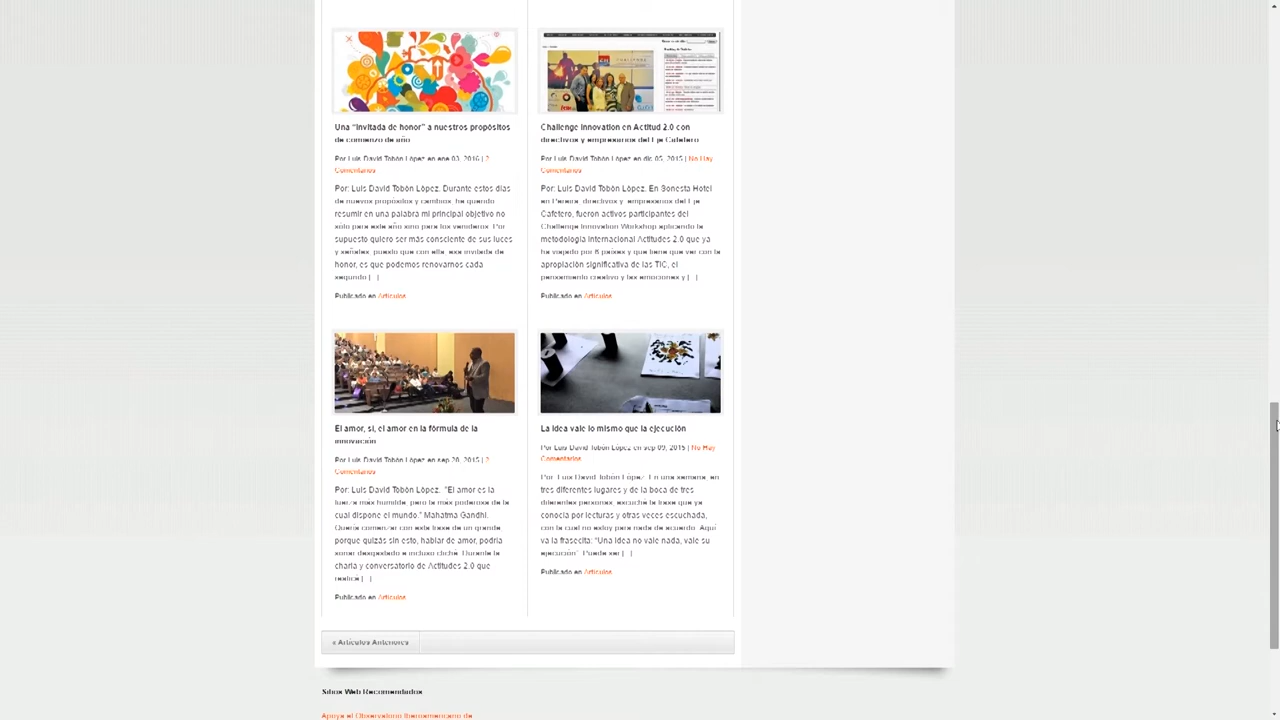 Una “invitada de honor” a nuestros propósitos
de comienzo de año
Por Luis David Tobón López en ene 03, 2016 | 2
Comentarios
Por: Luis David Tobón López. Durante estos días
de nuevos propósitos y cambios, he querido
resumir en una palabra mi principal objetivo no
sólo para este año sino para los venideros. Por
supuesto quiero ser más consciente de sus luces
y señales, puesto que con ella, esa invitada de
honor, es que podemos renovarnos cada
segundo [...]
Publicado en Artículos
Challenge Innovation en Actitud 2.0 con
directivos y empresarios del Eje Cafetero
Por Luis David Tobón López en dic 05, 2015 | No Hay
Comentarios
Por: Luis David Tobón López. En Sonesta Hotel
en Pereira, directivos y empresarios del Eje
Cafetero, fueron activos participantes del
Challenge Innovation Workshop aplicando la
metodología internacional Actitudes 2.0 que ya
ha viajado por 6 países y que tiene que ver con la
apropiación significativa de las TIC, el
pensamiento creativo y las emociones y [...]
Publicado en Artículos
El amor, sí, el amor en la fórmula de la
innovación
Por Luis David Tobón López en sep 20, 2015 | 2
Comentarios
Por: Luis David Tobón López. “El amor es la
fuerza más humilde, pero la más poderosa de la
cual dispone el mundo.” Mahatma Gandhi.
Quería comenzar con esta frase de un grande
porque quizás sin esto, hablar de amor, podría
sonar desgastado e incluso cliché. Durante la
charla y conversatorio de Actitudes 2.0 que
realicé [...]
Publicado en Artículos
La idea vale lo mismo que la ejecución
Por Luis David Tobón López en sep 09, 2015 | No Hay
Comentarios
Por: Luis David Tobón López. En una semana, en
tres diferentes lugares y de la boca de tres
diferentes personas, escuché la frase que ya
conocía por lecturas y otras veces escuchada,
con la cual no estoy para nada de acuerdo. Aquí
va la frasecita: “Una idea no vale nada, vale su
ejecución”. Puede ser [...]
Publicado en Artículos
« Artículos Anteriores
Sitios Web Recomendados
Apoya el Observatorio Iberoamericano de